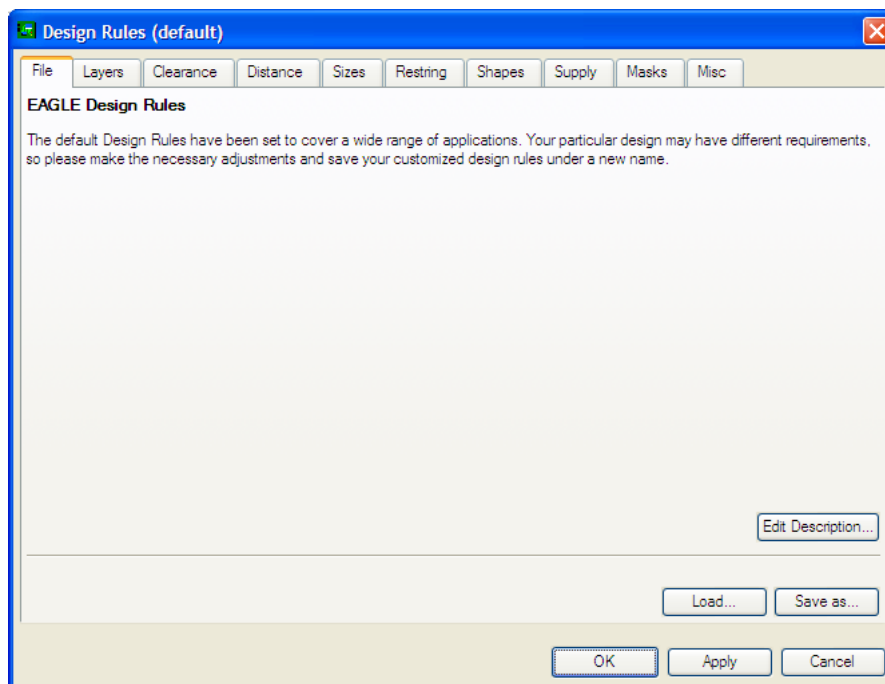 Design Rules (default)
File Layers Clearance Distance Sizes Restring Shapes Supply Masks Misc
EAGLE Design Rules
The default Design Rules have been set to cover a wide range of applications. Your particular design may have different requirements,
so please make the necessary adjustments and save your customized design rules under a new name.
Edit Description...
Load... Save as...
OK Apply Cancel